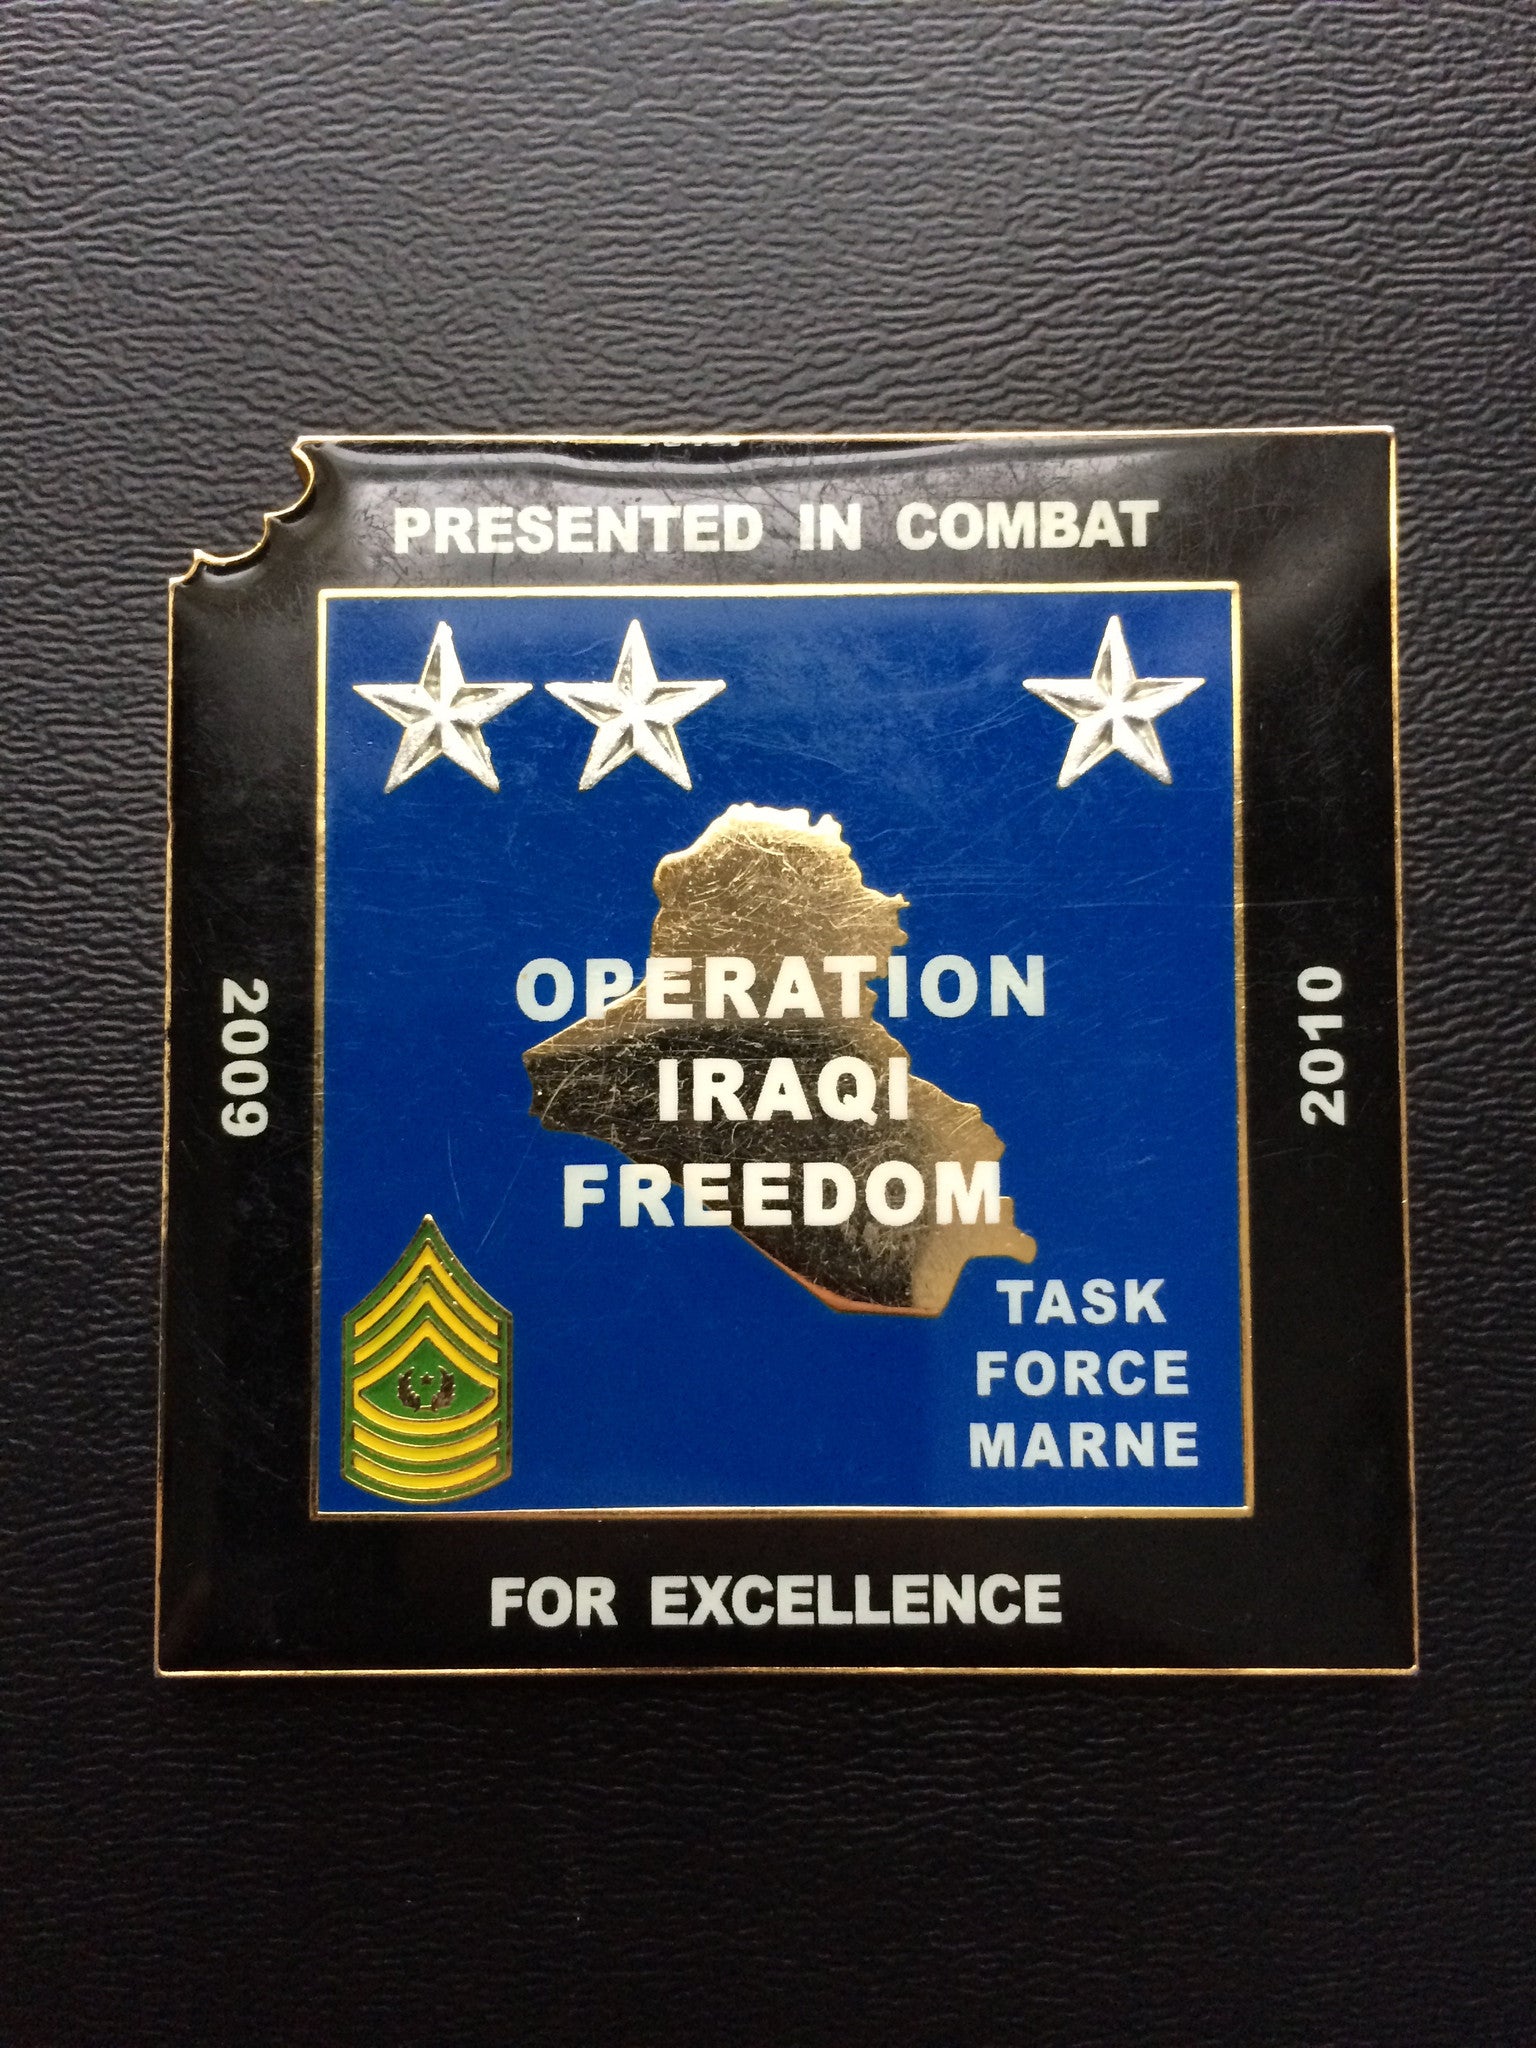 PRESENTED IN COMBAT
2009
OPERATION
IRAQI
FREEDOM
2010
TASK
FORCE
MARNE
FOR EXCELLENCE